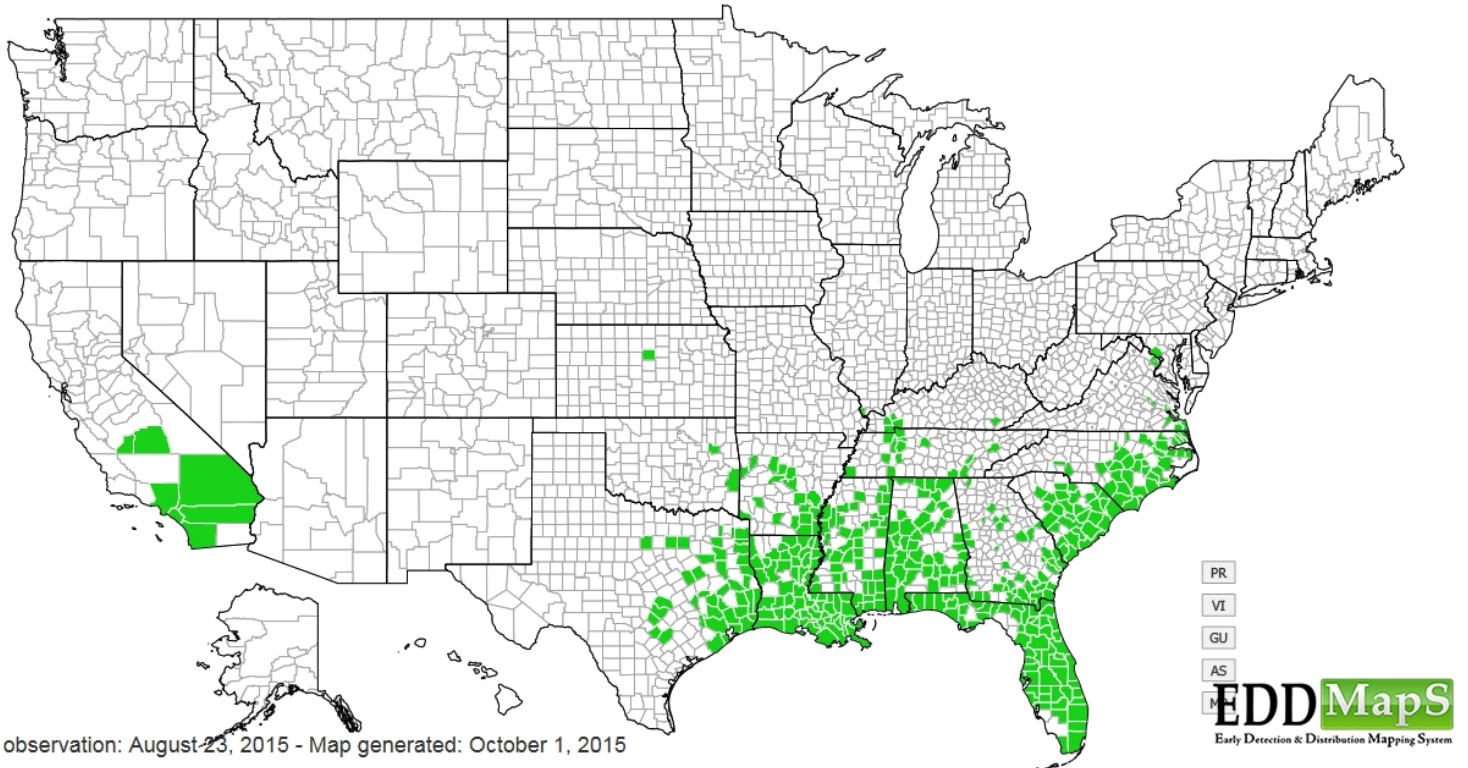 PR
VI
GU
AS
EDDMapS
Early Detection & Distribution Mapping System
observation: August 23, 2015 - Map generated: October 1, 2015